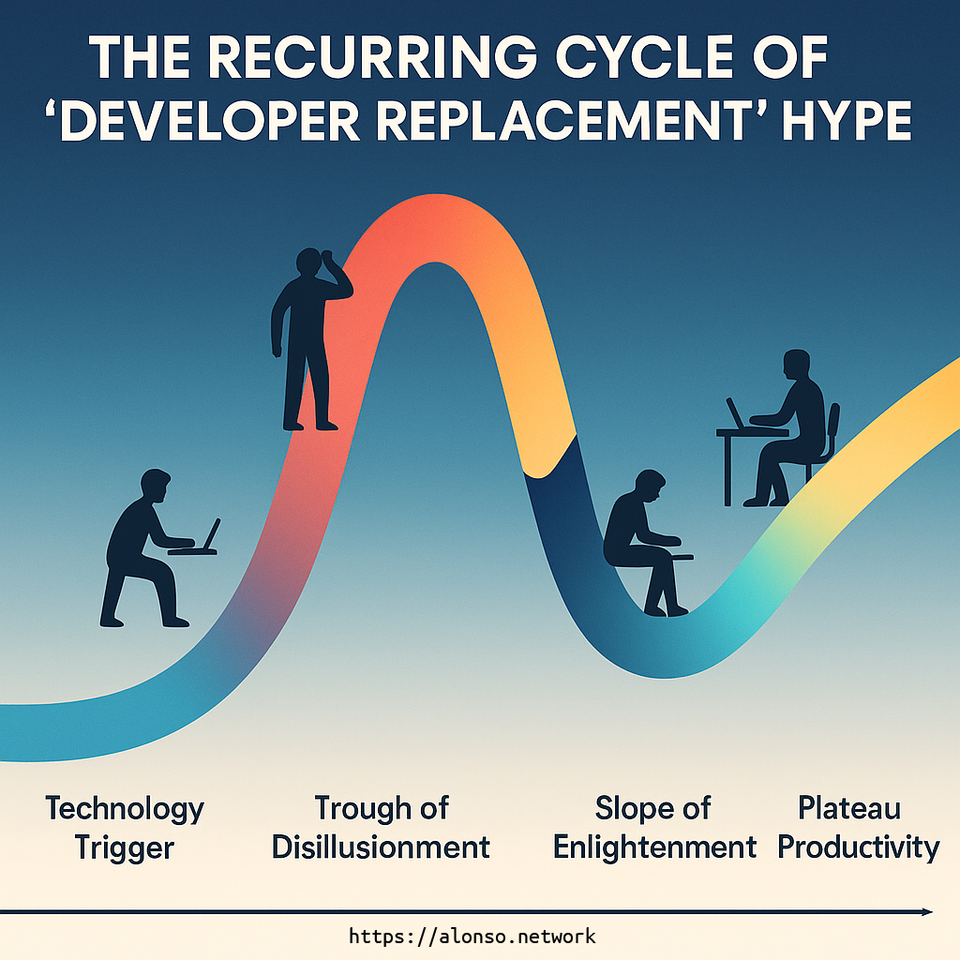 THE RECURRING CYCLE OF
‘DEVELOPER REPLACEMENT’ HYPE
Technology
Trigger
Trough of
Disillusionment
Slope of
Enlightenment
Plateau
Productivity
https://alonso.network